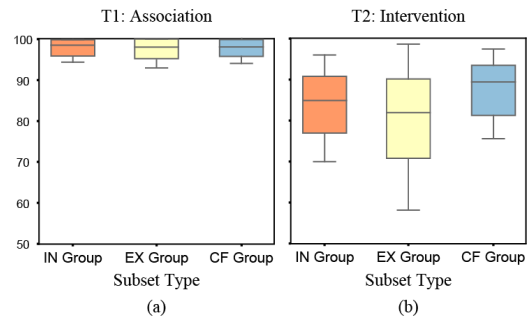 T1: Association
T2: Intervention
100
90
80
70
60
50
IN Group EX Group CF Group
IN Group EX Group CF Group
Subset Type
Subset Type
(a)
(b)